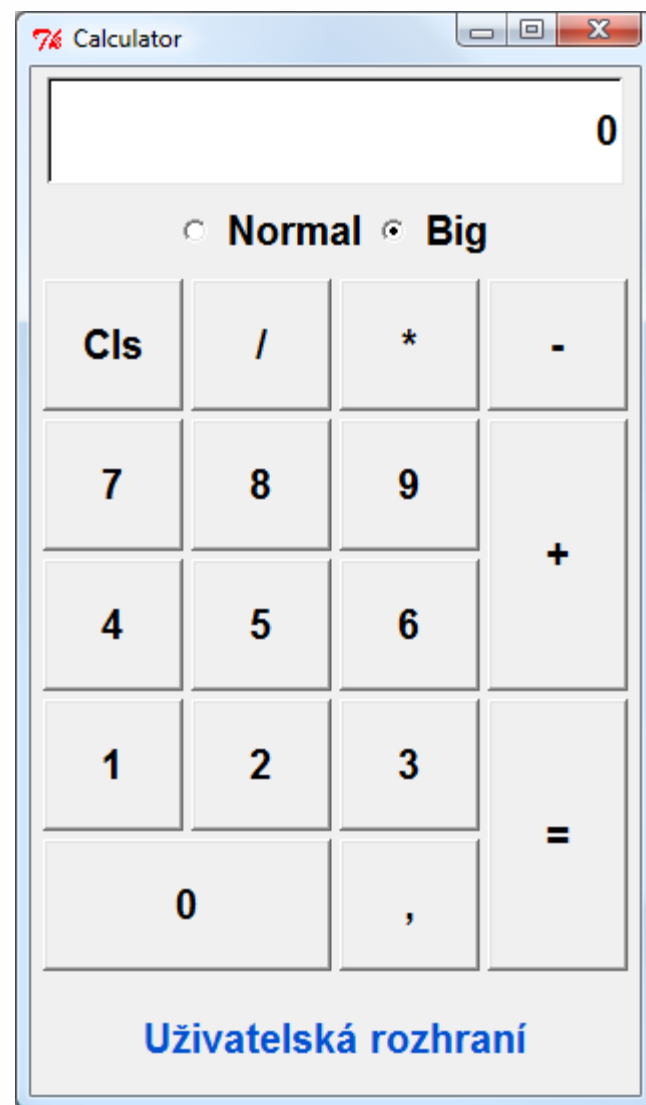 Calculator
0
Normal Big
Cls / * -
7 8 9
+
4 5 6
1 2 3
=
0 ,
Uživatelská rozhraní